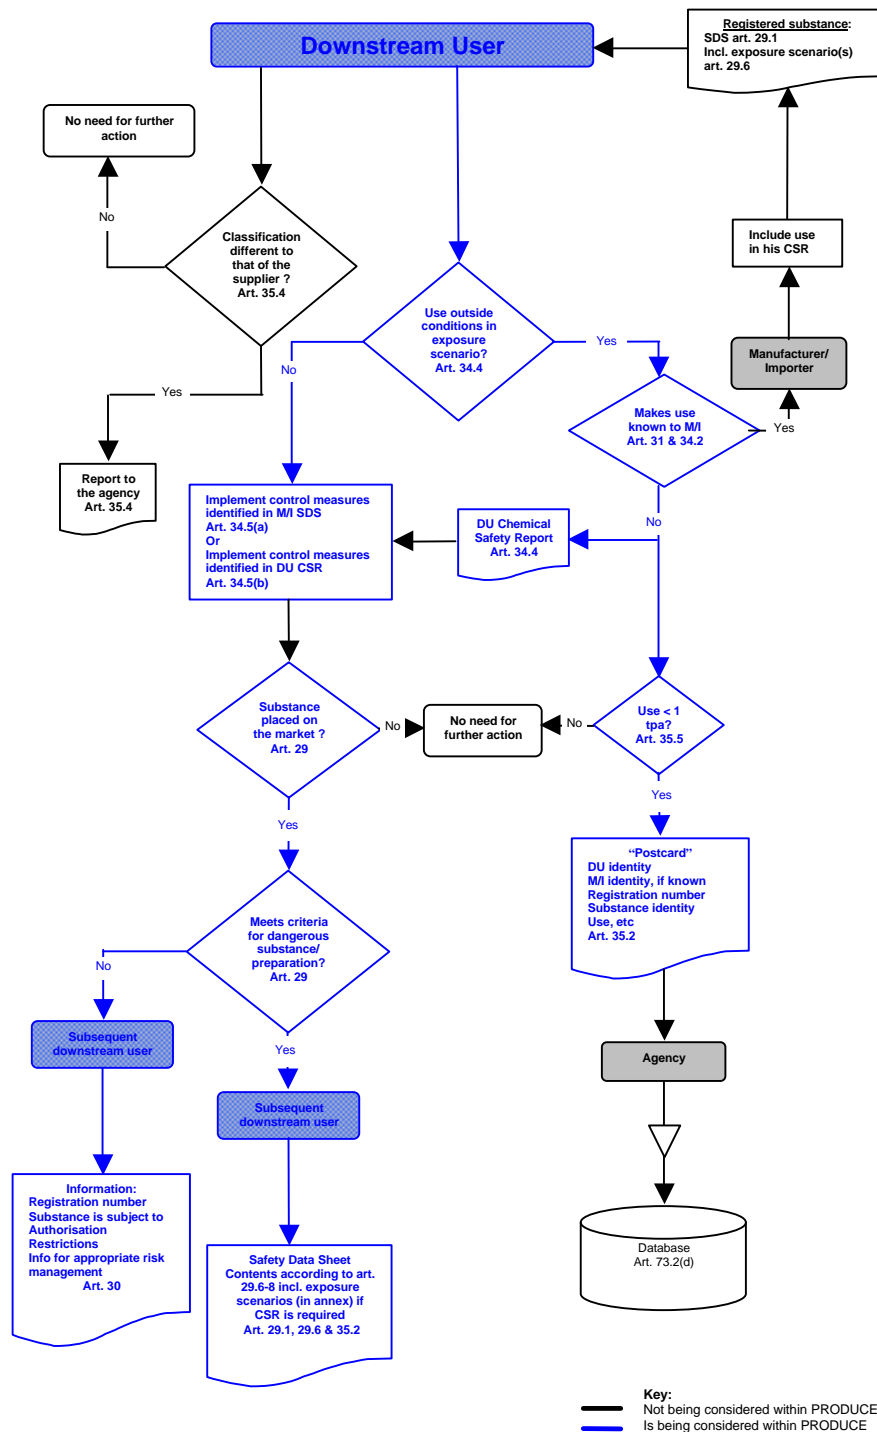 Downstream User
Registered substance:
SDS art. 29.1
Incl. exposure scenario(s)
art. 29.6
No need for further
action
No
Classification
different to
that of the
supplier ?
Art. 35.4
Include use
in his CSR
Use outside
conditions in
exposure
scenario?
Art. 34.4
Yes
No
Manufacturer/
Importer
Yes
Makes use
known to M/I
Art. 31 & 34.2
Yes
Report to
the agency
Art. 35.4
Implement control measures
identified in M/I SDS
Art. 34.5(a)
Or
Implement control measures
identified in DU CSR
Art. 34.5(b)
DU Chemical
Safety Report
Art. 34.4
No
Substance
placed on
the market ?
Art. 29
No
No need for
further action
No
Use < 1
tpa?
Art. 35.5
Yes
Yes
“Postcard”
DU identity
M/I identity, if known
Registration number
Substance identity
Use, etc
Art. 35.2
Meets criteria
for dangerous
substance/
preparation?
Art. 29
No
Subsequent
downstream user
Yes
Agency
Subsequent
downstream user
Information:
Registration number
Substance is subject to
Authorisation
Restrictions
Info for appropriate risk
management
Art. 30
Safety Data Sheet
Contents according to art.
29.6-8 incl. exposure
scenarios (in annex) if
CSR is required
Art. 29.1, 29.6 & 35.2
Database
Art. 73.2(d)
Key:
Not being considered within PRODUCE
Is being considered within PRODUCE